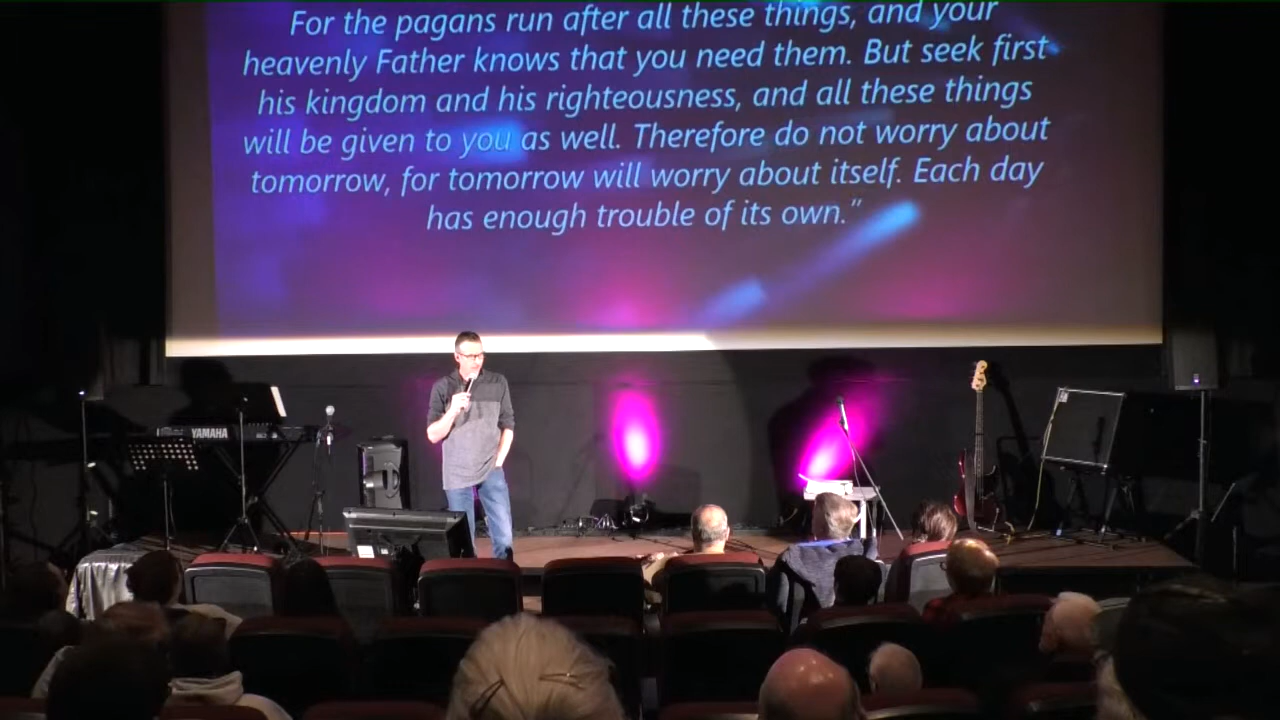 For the pagans run after all these things, and your
heavenly Father knows that you need them. But seek first
his kingdom and his righteousness, and all these things
will be given to you as well. Therefore do not worry about
tomorrow, for tomorrow will worry about itself. Each day
has enough trouble of its own.”
YAMAHA